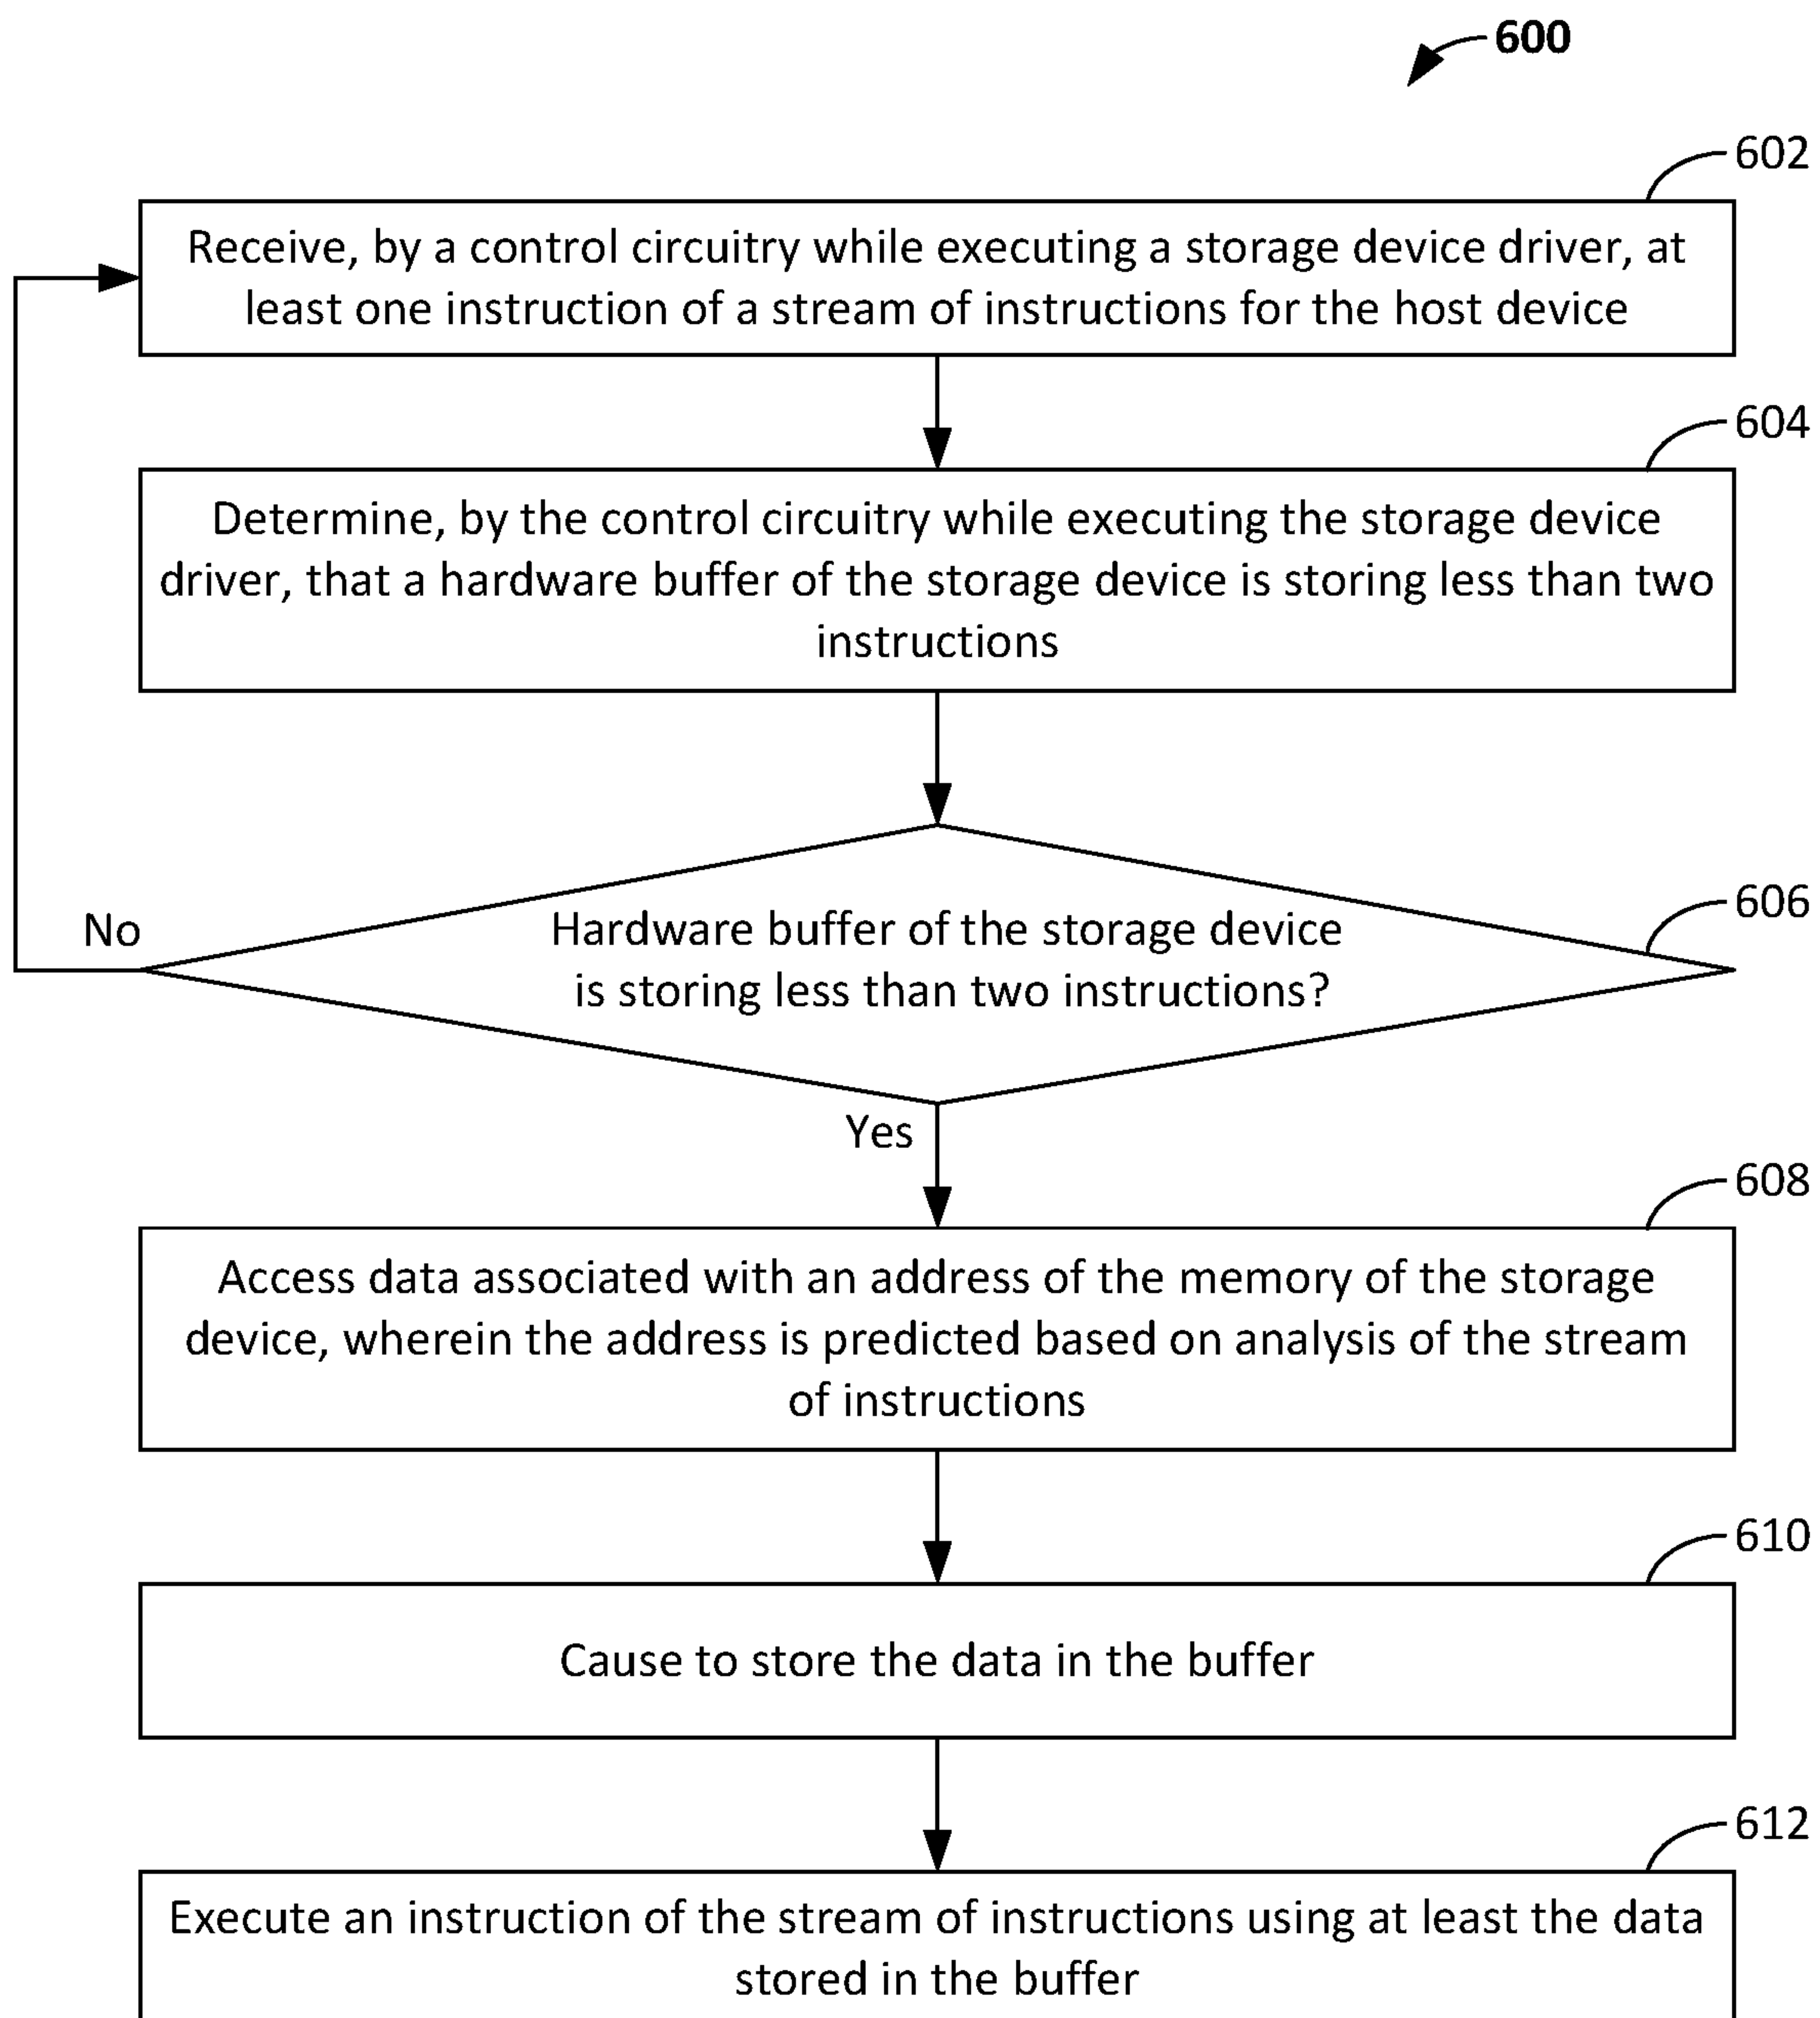 600
602
Receive, by a control circuitry while executing a storage device driver, at
least one instruction of a stream of instructions for the host device
604
Determine, by the control circuitry while executing the storage device
driver, that a hardware buffer of the storage device is storing less than two
instructions
606
No
Hardware buffer of the storage device
is storing less than two instructions?
Yes
608
Access data associated with an address of the memory of the storage
device, wherein the address is predicted based on analysis of the stream
of instructions
610
Cause to store the data in the buffer
612
Execute an instruction of the stream of instructions using at least the data
stored in the buffer